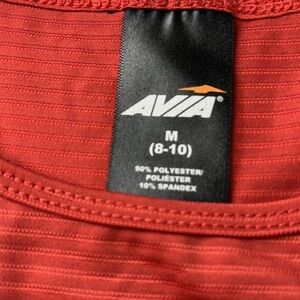 AVIA®
M
(8-10)
90% POLYESTER/
POLIÉSTER
10% SPANDEX